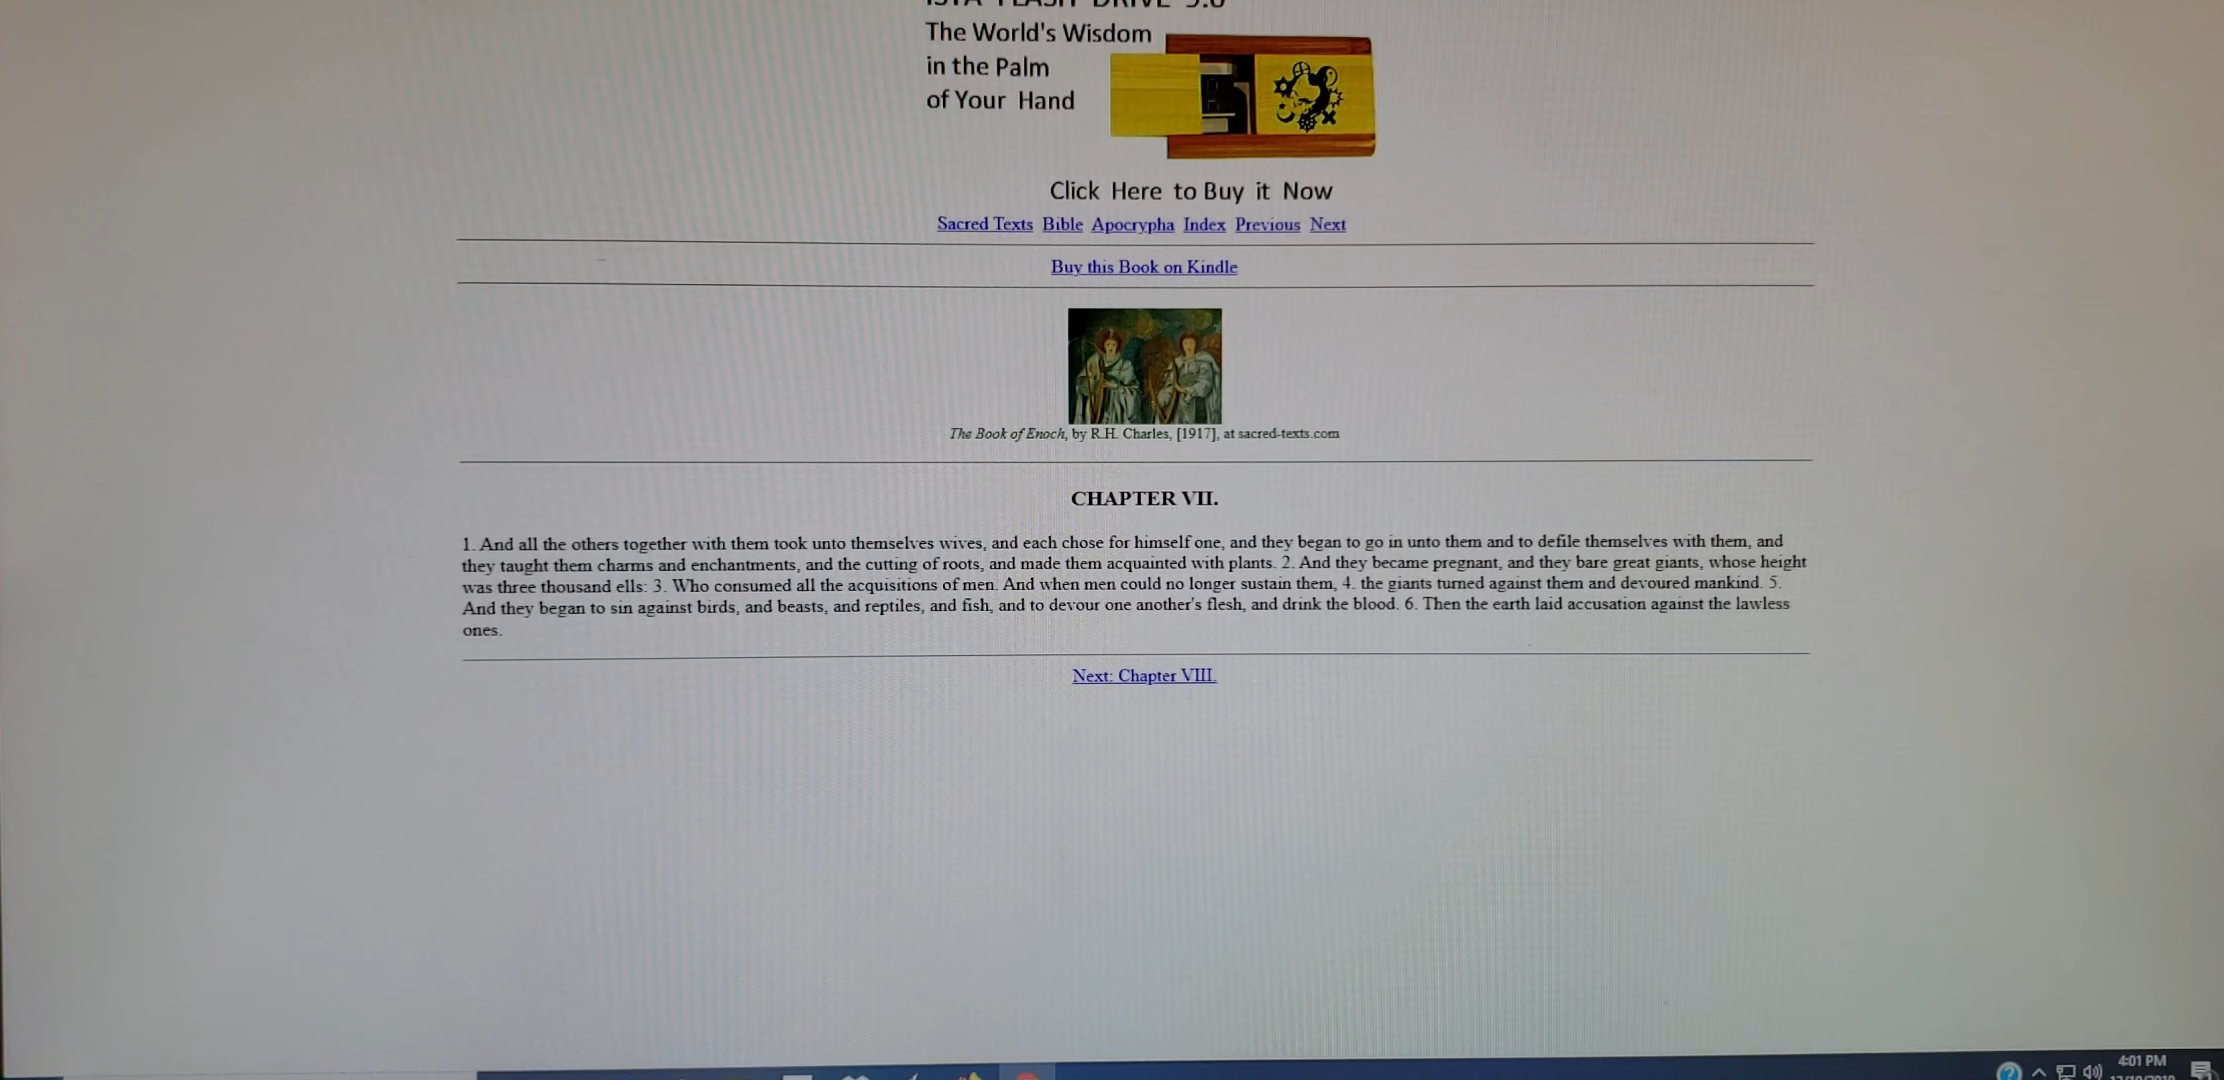 The World's Wisdom
in the Palm
of Your Hand
Click Here to Buy it Now
Sacred Texts Bible Apocrypha Index Previous Next
Buy this Book on Kindle
The Book of Enoch, by R.H. Charles, [1917], at sacred-texts.com
CHAPTER VII.
1. And all the others together with them took unto themselves wives, and each chose for himself one, and they began to go in unto them and to defile themselves with them, and
they taught them charms and enchantments, and the cutting of roots, and made them acquainted with plants. 2. And they became pregnant, and they bare great giants, whose height
was three thousand ells: 3. Who consumed all the acquisitions of men. And when men could no longer sustain them, 4. the giants turned against them and devoured mankind. 5.
And they began to sin against birds, and beasts, and reptiles, and fish, and to devour one another's flesh, and drink the blood. 6. Then the earth laid accusation against the lawless
ones.
Next: Chapter VIII.
4:01 PM